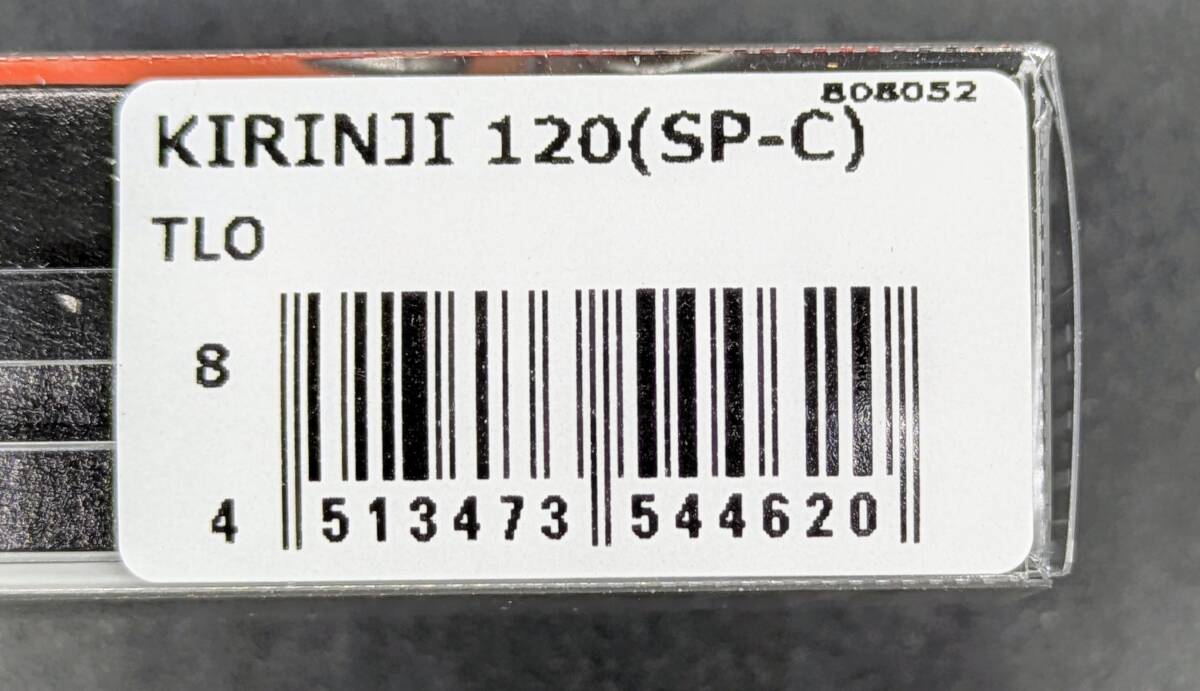 808052
KIRINJI 120(SP-C)
TLO
8
4 513473 544620